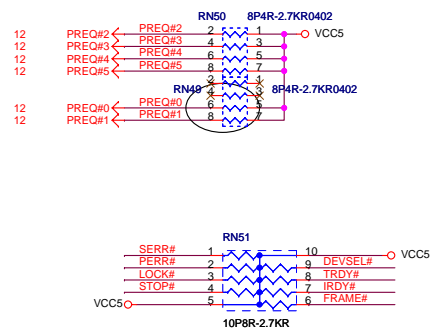 RN50 8P4R-2.7KR0402
12 PREQ#2 PREQ#2 2 1 VCC5
12 PREQ#3 PREQ#3 4 3
12 PREQ#4 PREQ#4 6 5
12 PREQ#5 PREQ#5 8 7
2 1
RN49 4 3 8P4R-2.7KR0402
12 PREQ#0 PREQ#0 6 5
12 PREQ#1 PREQ#1 8 7
RN51
SERR# 1 10 VCC5
PERR# 2 9 DEVSEL#
LOCK# 3 8 TRDY#
STOP# 4 7 IRDY#
VCC5 5 6 FRAME#
10P8R-2.7KR